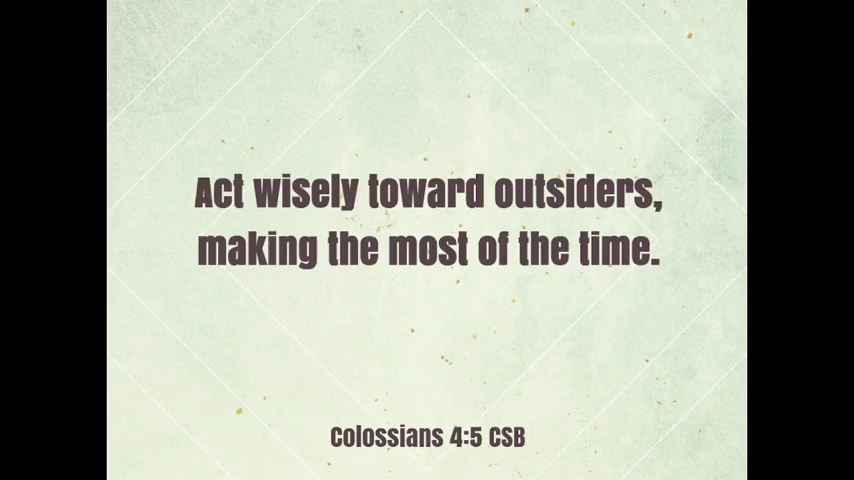 Act wisely toward outsiders,
making the most of the time.
Colossians 4:5 CSB